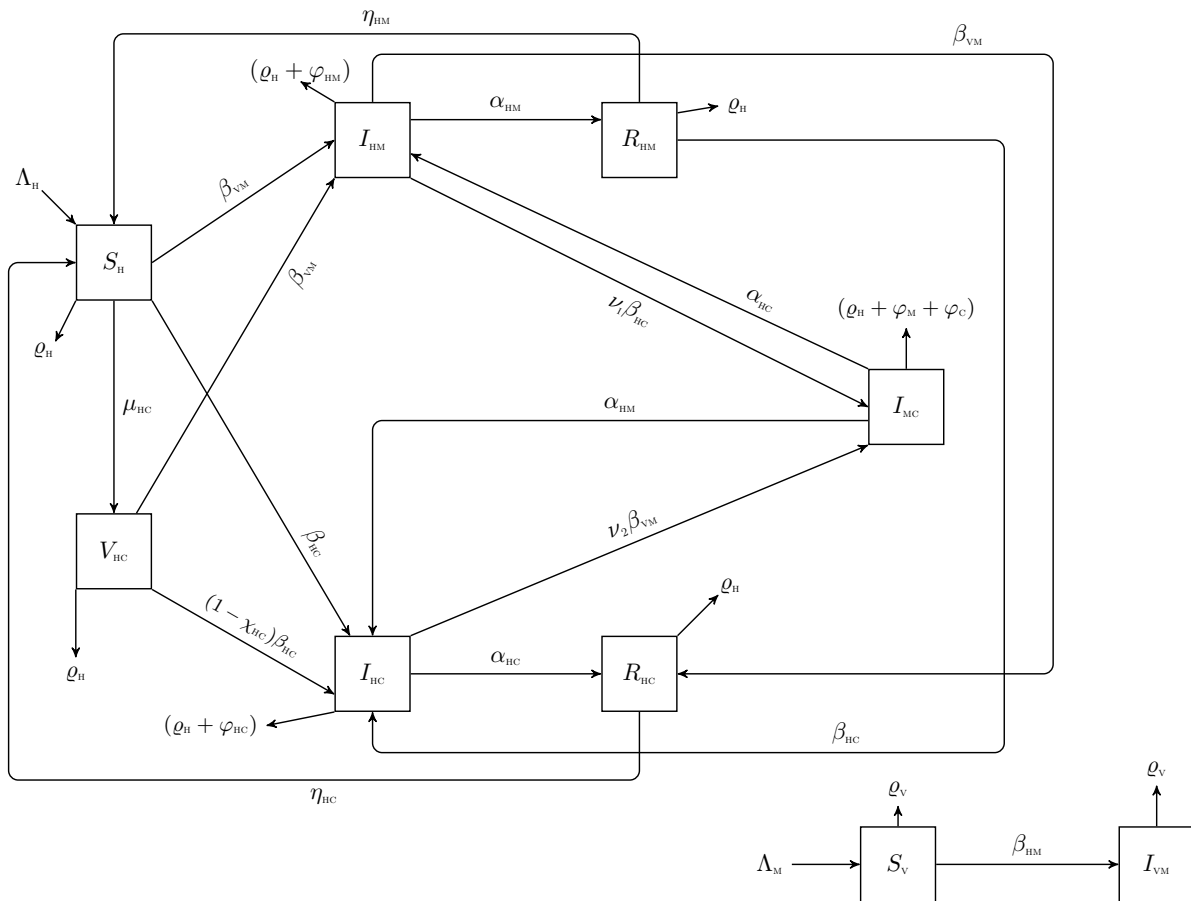 η_HM
β_VM
(ϱ_H + φ_HM)
α_HM
ϱ_H
I_HM
R_HM
Λ_H
β_VM
S_H
β_VM
α_HC
ν_1β_HC
(ϱ_H + φ_M + φ_C)
ϱ_H
μ_HC
α_HM
I_MC
β_HC
ν_2β_VM
V_HC
ϱ_H
(1 − χ_HC)β_HC
α_HC
ϱ_H
I_HC
R_HC
(ϱ_H + φ_HC)
β_HC
η_HC
ϱ_V
ϱ_V
β_HM
Λ_M
S_V
I_VM